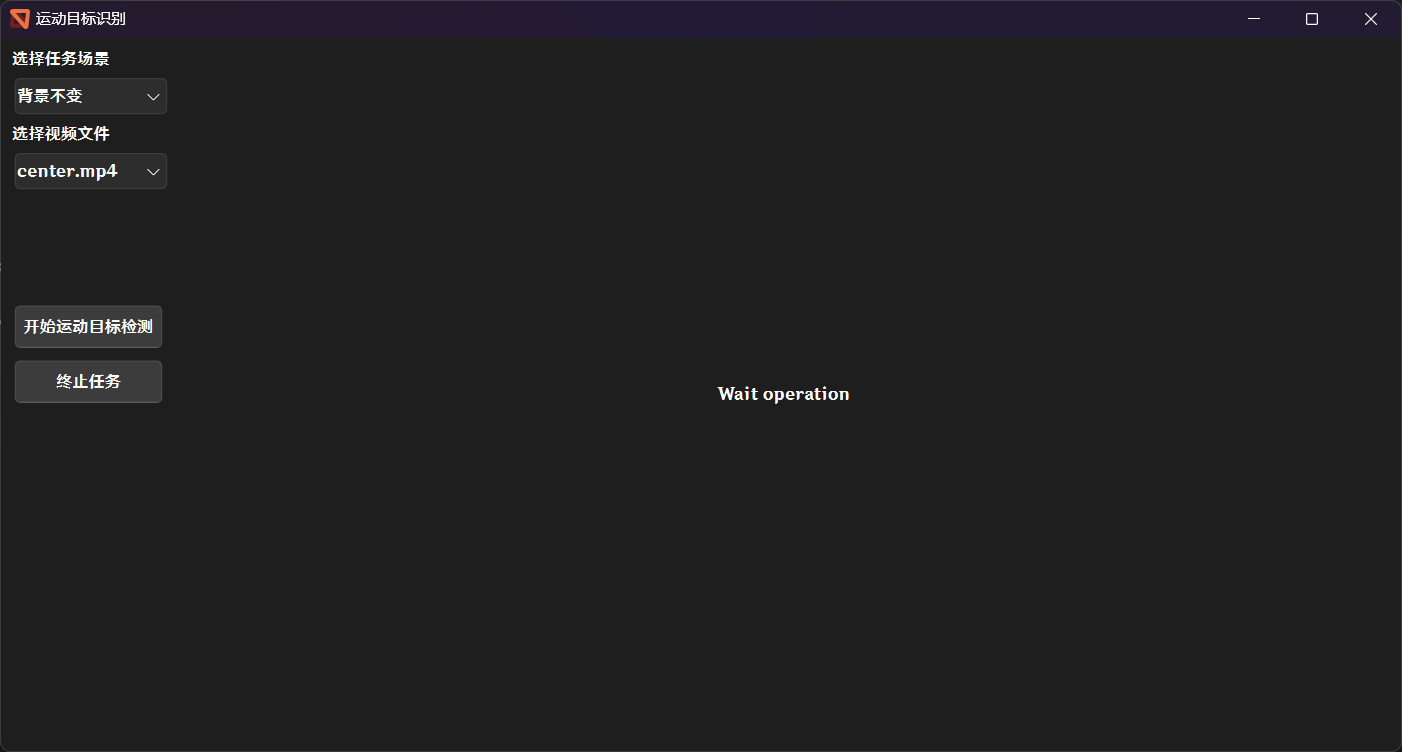 运动目标识别
选择任务场景
背景不变
选择视频文件
center.mp4
开始运动目标检测
终止任务
Wait operation